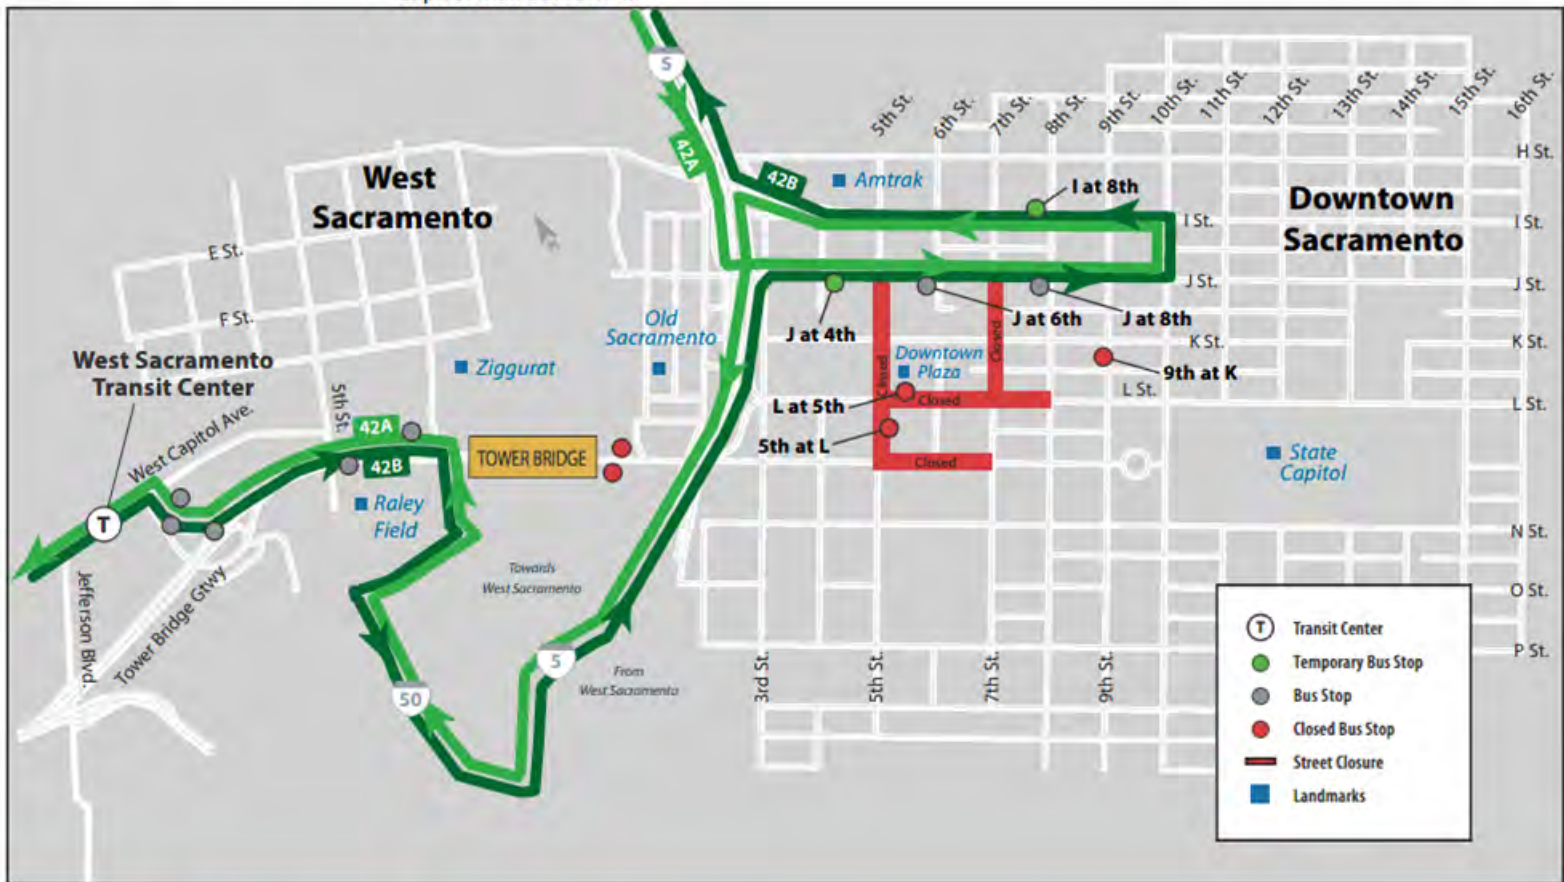 5
42A
42B
5th St.
6th St.
7th St.
8th St.
9th St.
10th St.
11th St.
12th St.
13th St.
14th St.
15th St.
16th St.
H St.
West
Sacramento
Amtrak
I at 8th
Downtown
Sacramento
I St.
I St.
E St.
F St.
J St.
J St.
Old
Sacramento
J at 4th
J at 6th
J at 8th
K St.
K St.
West Sacramento
Transit Center
Ziggurat
Closed
Closed
Downtown
Plaza
9th at K
L St.
L St.
L at 5th
Closed
5th at L
Closed
5th St.
West Capitol Ave.
42A
42B
TOWER BRIDGE
State
Capitol
T
Raley
Field
N St.
Towards
West Sacramento
Jefferson Blvd.
Tower Bridge Gtwy
O St.
P St.
5
50
From
West Sacramento
3rd St.
5th St.
7th St.
9th St.
T Transit Center
Temporary Bus Stop
Bus Stop
Closed Bus Stop
Street Closure
Landmarks